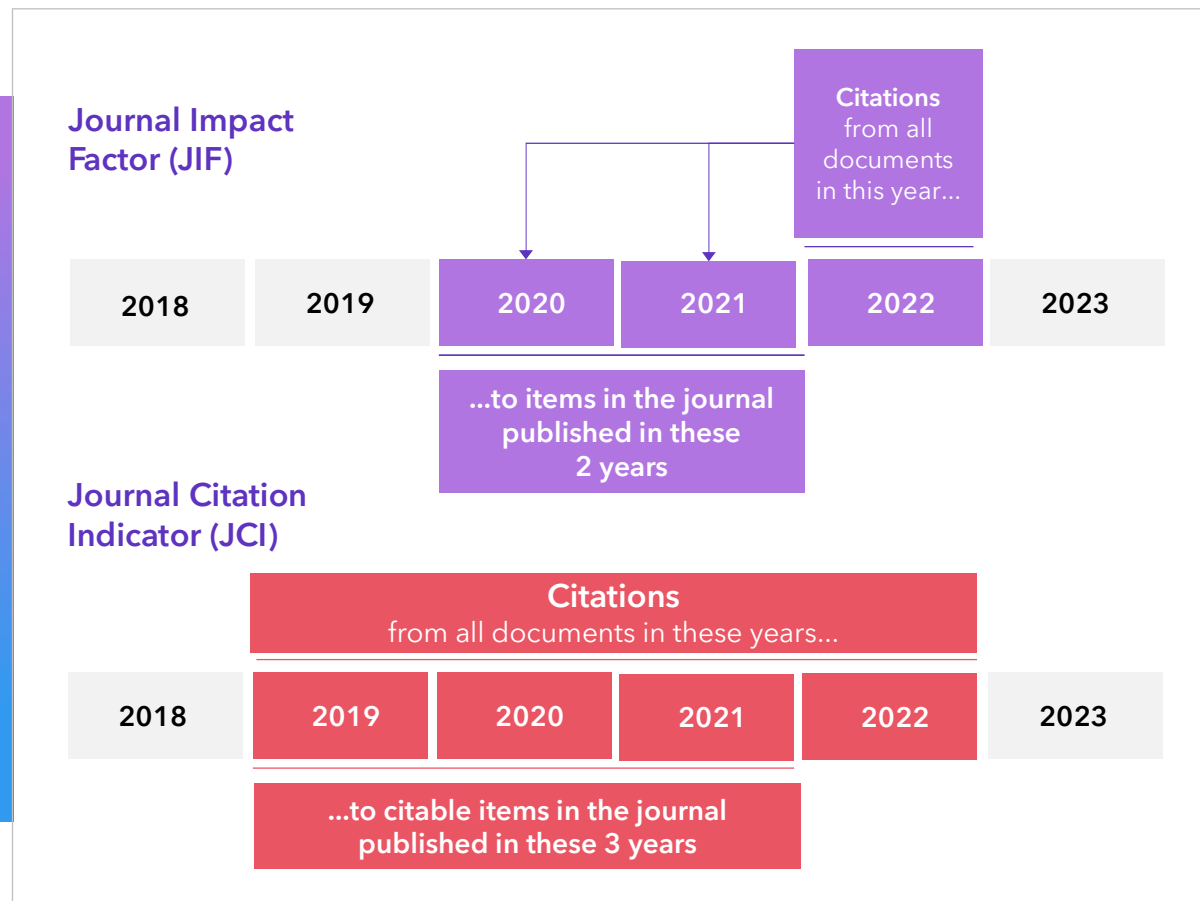 Journal Impact
Factor (JIF)
Citations
from all
documents
in this year...
2018
2019
2020
2021
2022
2023
...to items in the journal
published in these
2 years
Journal Citation
Indicator (JCI)
Citations
from all documents in these years...
2018
2019
2020
2021
2022
2023
...to citable items in the journal
published in these 3 years